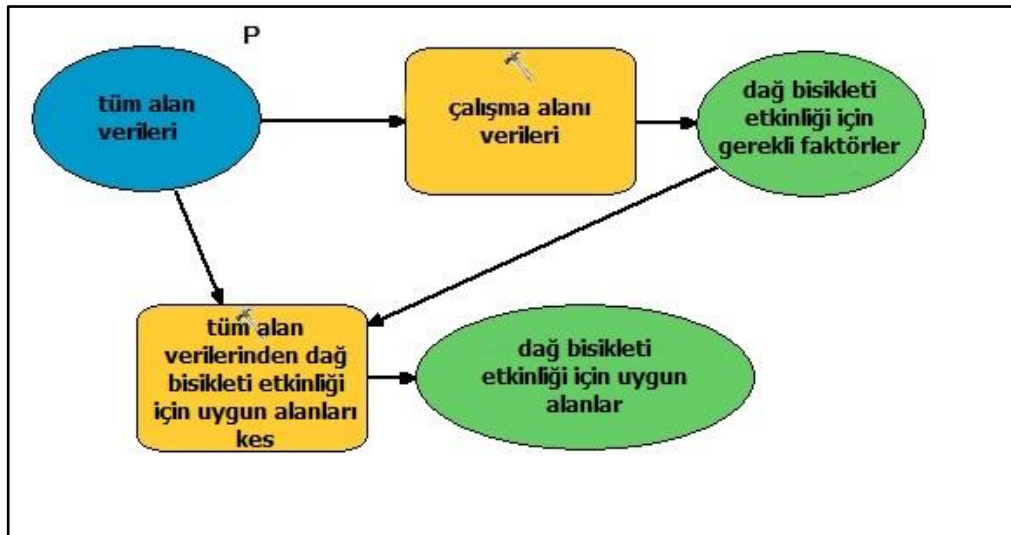 P
tüm alan
verileri
çalışma alanı
verileri
dağ bisikleti
etkinliği için
gerekli faktörler
tüm alan
verilerinden dağ
bisikleti etkinliği
için uygun alanları
kes
dağ bisikleti
etkinliği için uygun
alanlar